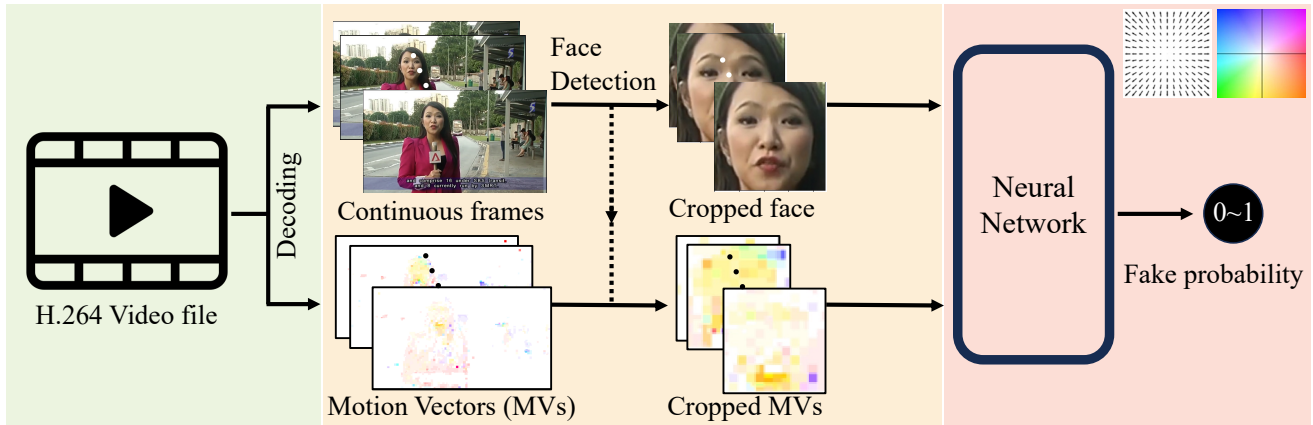 H.264 Video file
Decoding
Continuous frames
Motion Vectors (MVs)
Face
Detection
Cropped face
Cropped MVs
Neural
Network
0~1
Fake probability